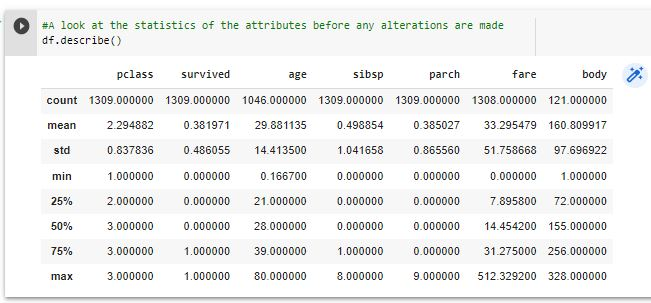 #A look at the statistics of the attributes before any alterations are made
df.describe()
pclass survived age sibsp parch fare body
count 1309.000000 1309.000000 1046.000000 1309.000000 1309.000000 1308.000000 121.000000
mean 2.294882 0.381971 29.881135 0.498854 0.385027 33.295479 160.809917
std 0.837836 0.486055 14.413500 1.041658 0.865560 51.758668 97.696922
min 1.000000 0.000000 0.166700 0.000000 0.000000 0.000000 1.000000
25% 2.000000 0.000000 21.000000 0.000000 0.000000 7.895800 72.000000
50% 3.000000 0.000000 28.000000 0.000000 0.000000 14.454200 155.000000
75% 3.000000 1.000000 39.000000 1.000000 0.000000 31.275000 256.000000
max 3.000000 1.000000 80.000000 8.000000 9.000000 512.329200 328.000000